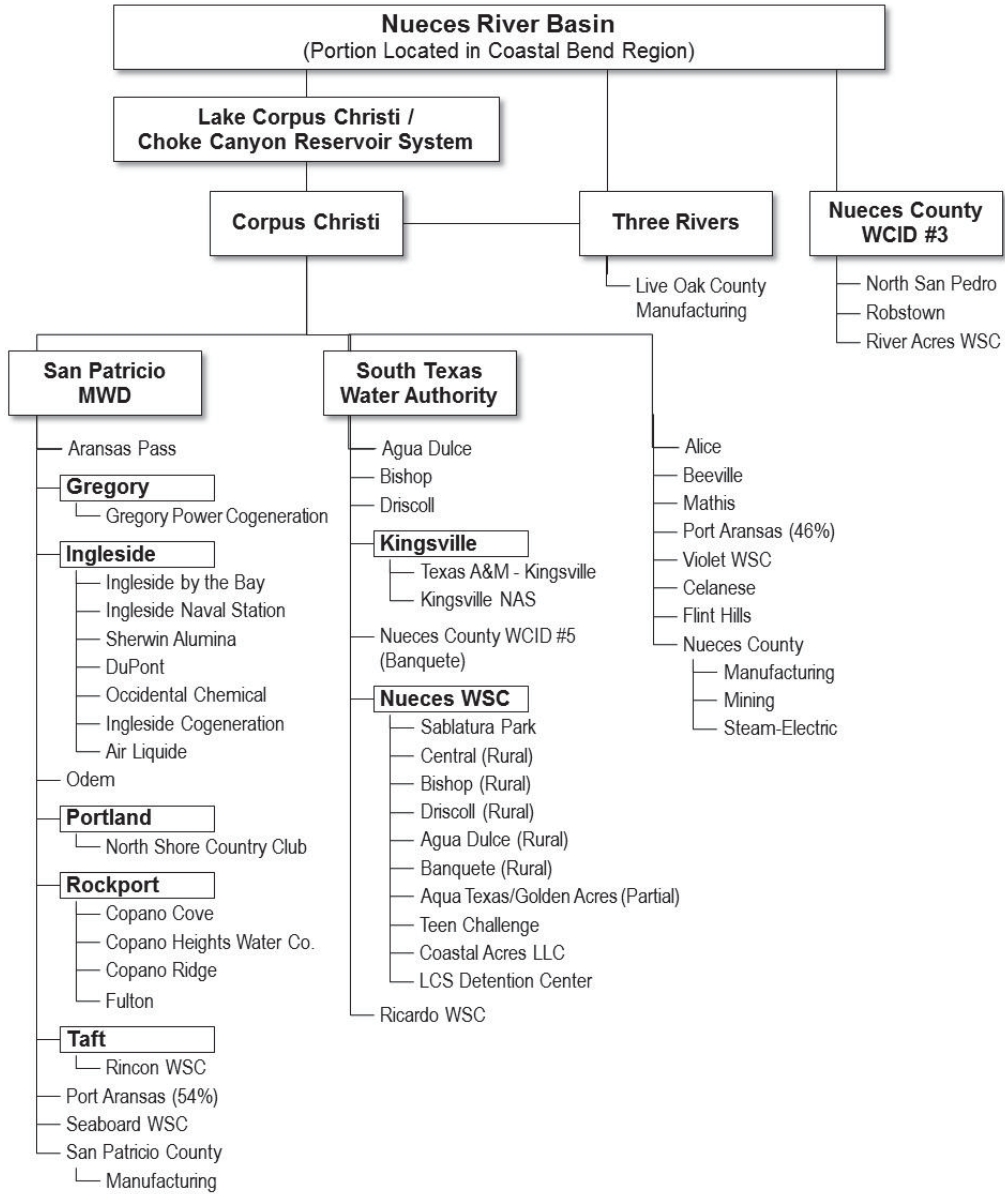 Nueces River Basin
(Portion Located in Coastal Bend Region)
Lake Corpus Christi /
Choke Canyon Reservoir System
Corpus Christi
Three Rivers
Nueces County
WCID #3
Live Oak County
Manufacturing
North San Pedro
Robstown
River Acres WSC
San Patricio
MWD
Aransas Pass
Gregory
Gregory Power Cogeneration
Ingleside
Ingleside by the Bay
Ingleside Naval Station
Sherwin Alumina
DuPont
Occidental Chemical
Ingleside Cogeneration
Air Liquide
Odem
Portland
North Shore Country Club
Rockport
Copano Cove
Copano Heights Water Co.
Copano Ridge
Fulton
Taft
Rincon WSC
Port Aransas (54%)
Seaboard WSC
San Patricio County
Manufacturing
South Texas
Water Authority
Agua Dulce
Bishop
Driscoll
Kingsville
Texas A&M - Kingsville
Kingsville NAS
Nueces County WCID #5
(Banquete)
Nueces WSC
Sablatura Park
Central (Rural)
Bishop (Rural)
Driscoll (Rural)
Agua Dulce (Rural)
Banquete (Rural)
Aqua Texas/Golden Acres (Partial)
Teen Challenge
Coastal Acres LLC
LCS Detention Center
Ricardo WSC
Alice
Beeville
Mathis
Port Aransas (46%)
Violet WSC
Celanese
Flint Hills
Nueces County
Manufacturing
Mining
Steam-Electric